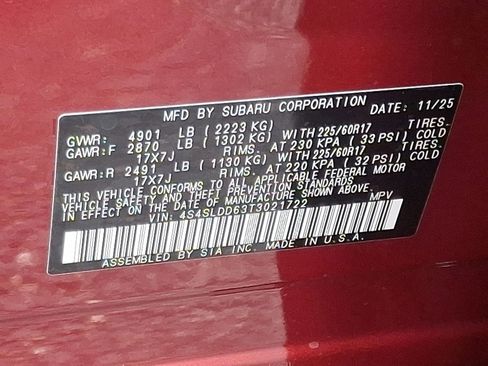 MFD BY SUBARU CORPORATION DATE: 11/25
GVWR: 4901 LB (2223 KG)
GAWR:F 2870 LB (1302 KG) WITH 225/60R17 TIRES.
17X7J RIMS. AT 230 KPA (33 PSI) COLD
GAWR:R 2491 LB (1130 KG) WITH 225/60R17 TIRES.
17X7J RIMS. AT 220 KPA (32 PSI) COLD
THIS VEHICLE CONFORMS TO ALL APPLICABLE FEDERAL MOTOR
VEHICLE SAFETY AND THEFT PREVENTION STANDARDS
IN EFFECT ON THE DATE OF MANUFACTURE SHOWN ABOVE.
VIN: 4S4SLDD63T3021722 MPV
ASSEMBLED BY SIA INC. MADE IN U.S.A.